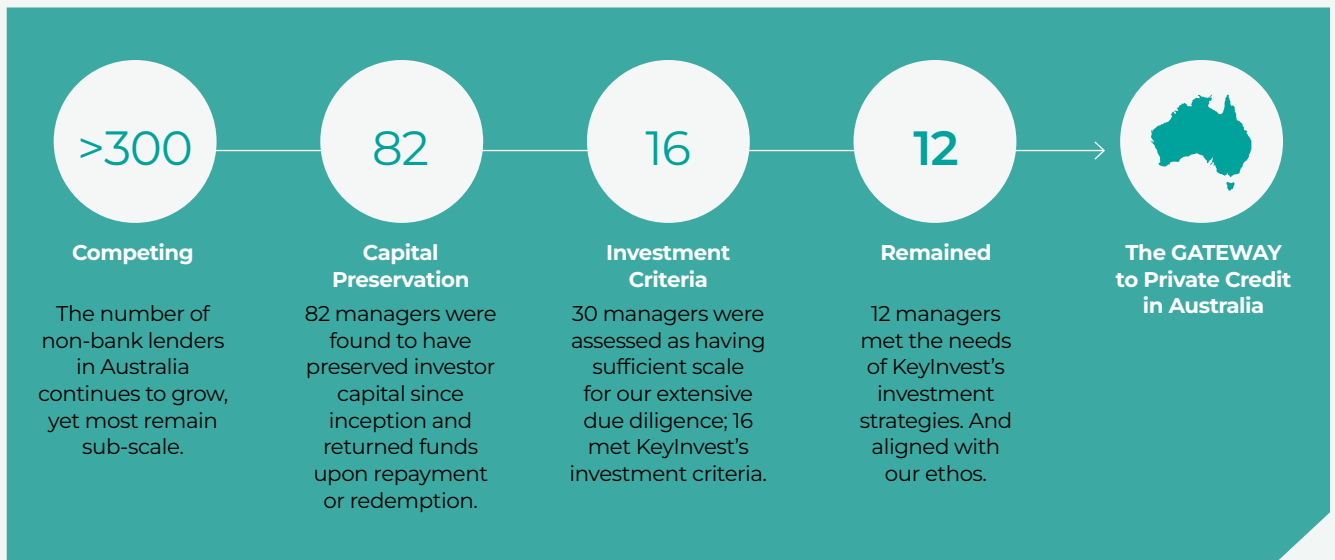 >300
Competing
The number of
non-bank lenders
in Australia
continues to grow,
yet most remain
sub-scale.
82
Capital
Preservation
82 managers were
found to have
preserved investor
capital since
inception and
returned funds
upon repayment
or redemption.
16
Investment
Criteria
30 managers were
assessed as having
sufficient scale
for our extensive
due diligence; 16
met KeyInvest’s
investment criteria.
12
Remained
12 managers
met the needs
of KeyInvest’s
investment
strategies. And
aligned with
our ethos.
The GATEWAY
to Private Credit
in Australia